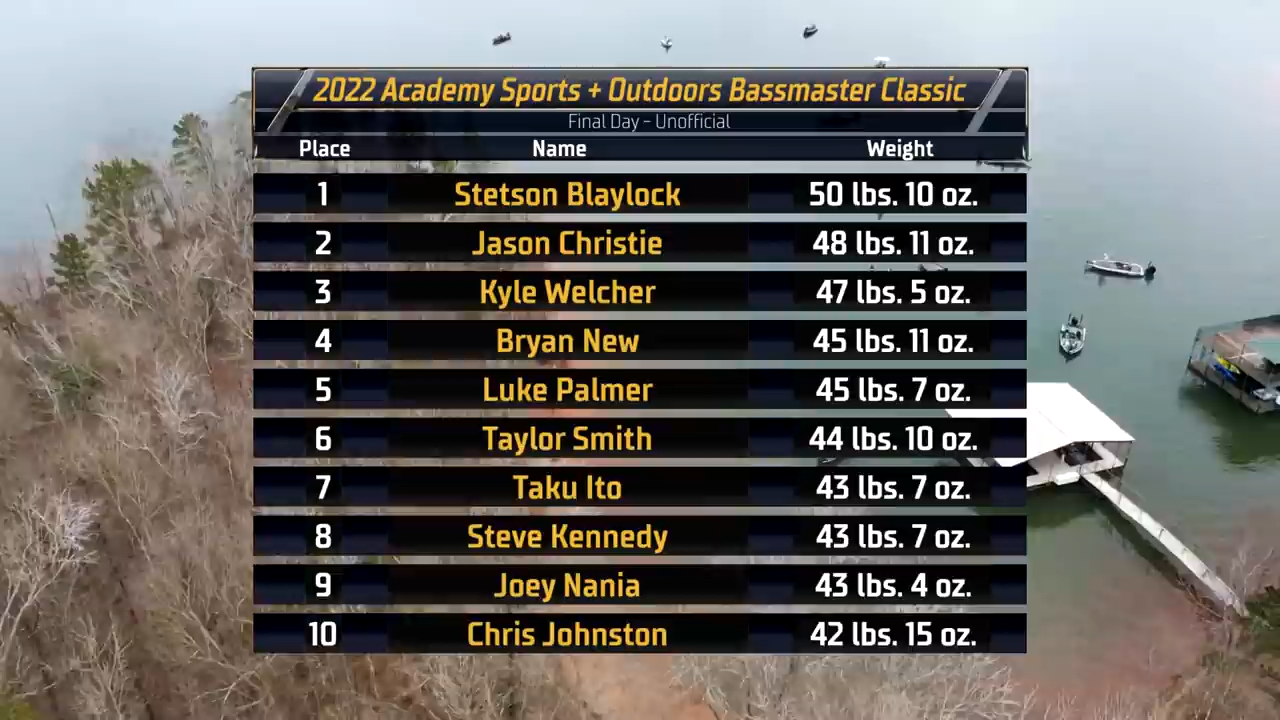 2022 Academy Sports + Outdoors Bassmaster Classic
Final Day - Unofficial
Place Name Weight
1 Stetson Blaylock 50 lbs. 10 oz.
2 Jason Christie 48 lbs. 11 oz.
3 Kyle Welcher 47 lbs. 5 oz.
4 Bryan New 45 lbs. 11 oz.
5 Luke Palmer 45 lbs. 7 oz.
6 Taylor Smith 44 lbs. 10 oz.
7 Taku Ito 43 lbs. 7 oz.
8 Steve Kennedy 43 lbs. 7 oz.
9 Joey Nania 43 lbs. 4 oz.
10 Chris Johnston 42 lbs. 15 oz.